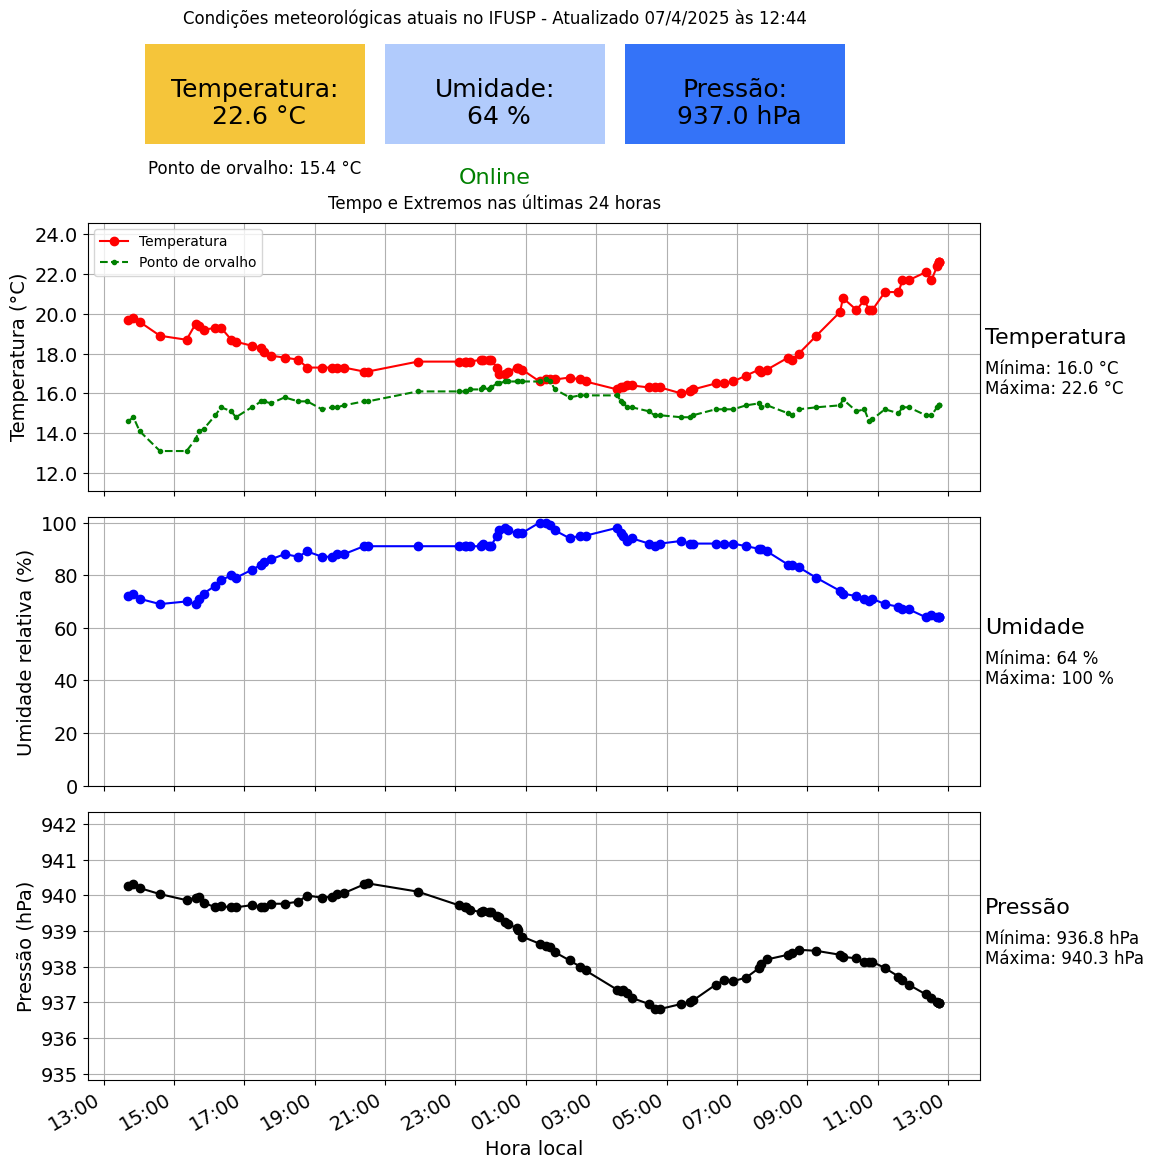 Condições meteorológicas atuais no IFUSP - Atualizado 07/4/2025 às 12:44
Temperatura:
22.6 °C
Umidade:
64 %
Pressão:
937.0 hPa
Ponto de orvalho: 15.4 °C
Online
Tempo e Extremos nas últimas 24 horas
Temperatura (°C)
24.0
22.0
20.0
18.0
16.0
14.0
12.0
Temperatura
Ponto de orvalho
Temperatura
Mínima: 16.0 °C
Máxima: 22.6 °C
Umidade relativa (%)
100
80
60
40
20
0
Umidade
Mínima: 64 %
Máxima: 100 %
Pressão (hPa)
942
941
940
939
938
937
936
935
Pressão
Mínima: 936.8 hPa
Máxima: 940.3 hPa
13:00 15:00 17:00 19:00 21:00 23:00 01:00 03:00 05:00 07:00 09:00 11:00 13:00
Hora local